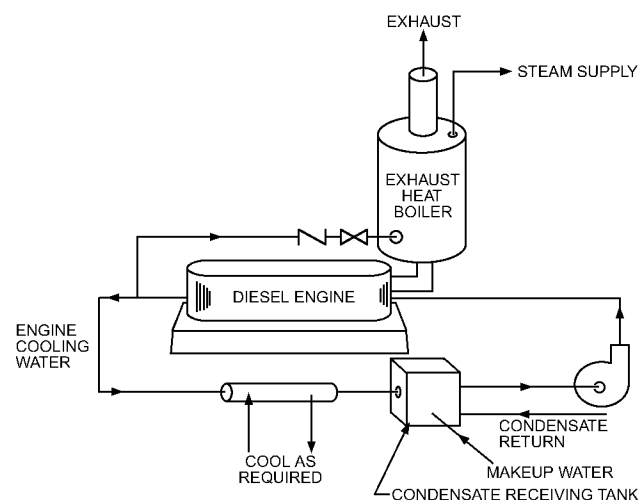 EXHAUST
STEAM SUPPLY
EXHAUST
HEAT
BOILER
DIESEL ENGINE
ENGINE
COOLING
WATER
CONDENSATE
RETURN
COOL AS
REQUIRED
MAKEUP WATER
CONDENSATE RECEIVING TANK